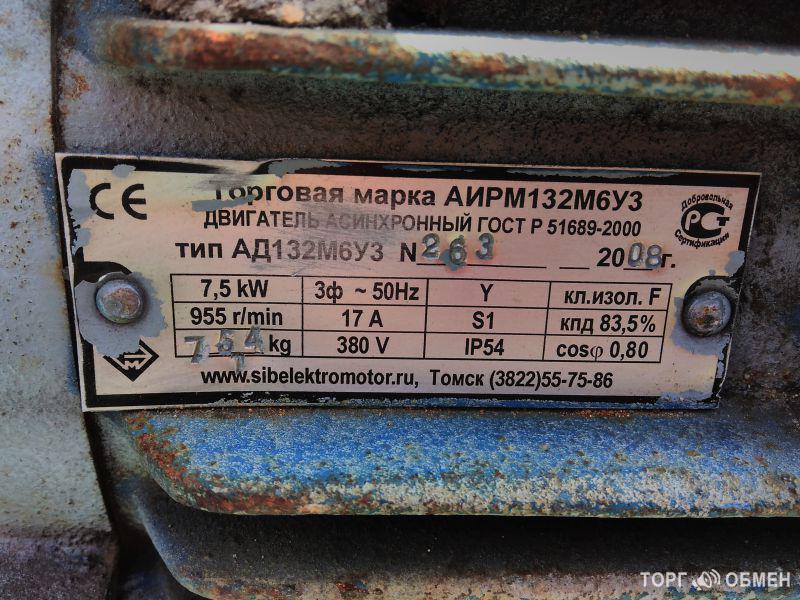 CE
Торговая марка АИРМ132М6У3
ДВИГАТЕЛЬ АСИНХРОННЫЙ ГОСТ Р 51689-2000
тип АД132М6У3 N 263 2008г.
Добровольная
РСТ
Сертификация
7,5 kW 3ф ~ 50Hz Y кл.изол. F
955 r/min 17 A S1 кпд 83,5%
kg 380 V IP54 cosφ 0,80
www.sibelektromotor.ru, Томск (3822)55-75-86
ТОРГ ОБМЕН